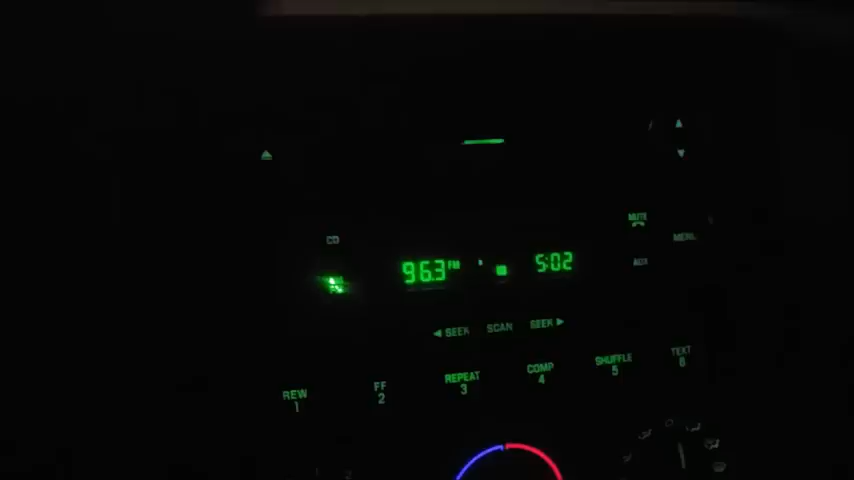 MUTE
CD
MENU
AUX
96.3 FM 5:02
SEEK SCAN SEEK
REW 1
FF 2
REPEAT 3
COMP 4
SHUFFLE 5
TEXT 6